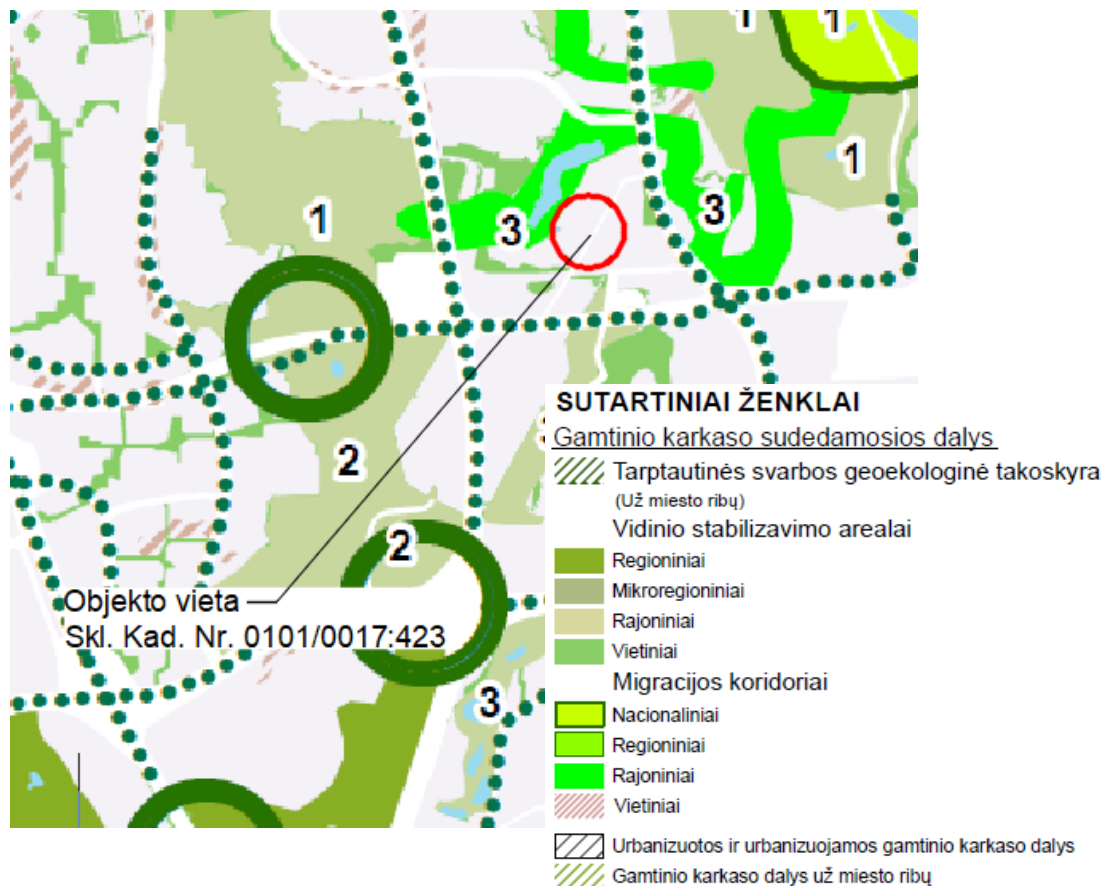 1
1
1
1
3
3
2
2
3
Objekto vieta
Skl. Kad. Nr. 0101/0017:423
SUTARTINIAI ŽENKLAI
Gamtinio karkaso sudedamosios dalys
Tarptautinės svarbos geoekologinė takoskyra
(Už miesto ribų)
Vidinio stabilizavimo arealai
Regioniniai
Mikroregioniniai
Rajoniniai
Vietiniai
Migracijos koridoriai
Nacionaliniai
Regioniniai
Rajoniniai
Vietiniai
Urbanizuotos ir urbanizuojamos gamtinio karkaso dalys
Gamtinio karkaso dalys už miesto ribų